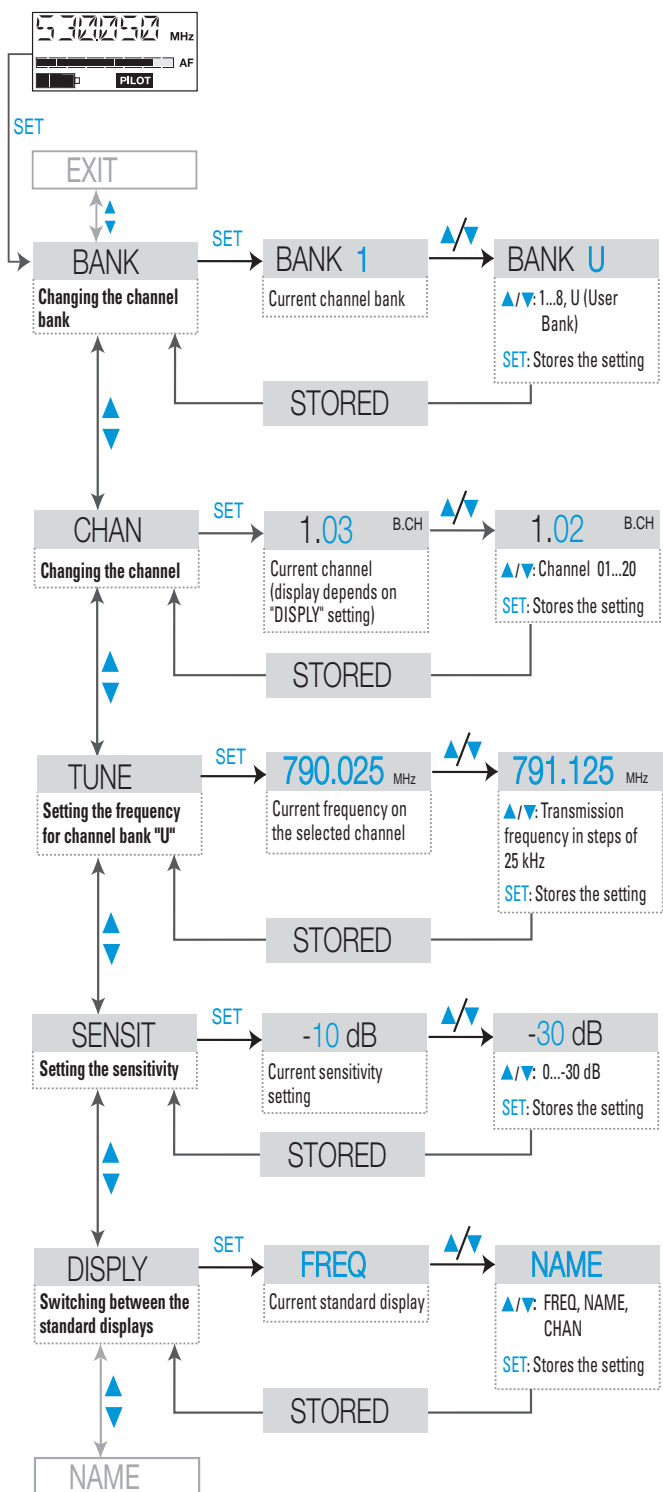 530.050 MHz
AF
PILOT
SET
EXIT
BANK
Changing the channel
bank
SET
BANK 1
Current channel bank
▲/▼
BANK U
▲/▼: 1...8, U (User
Bank)
SET: Stores the setting
STORED
CHAN
Changing the channel
SET
1.03 B.CH
Current channel
(display depends on
"DISPLY" setting)
▲/▼
1.02 B.CH
▲/▼: Channel 01...20
SET: Stores the setting
STORED
TUNE
Setting the frequency
for channel bank "U"
SET
790.025 MHz
Current frequency on
the selected channel
▲/▼
791.125 MHz
▲/▼: Transmission
frequency in steps of
25 kHz
SET: Stores the setting
STORED
SENSIT
Setting the sensitivity
SET
-10 dB
Current sensitivity
setting
▲/▼
-30 dB
▲/▼: 0...-30 dB
SET: Stores the setting
STORED
DISPLY
Switching between the
standard displays
SET
FREQ
Current standard display
▲/▼
NAME
▲/▼: FREQ, NAME,
CHAN
SET: Stores the setting
STORED
NAME